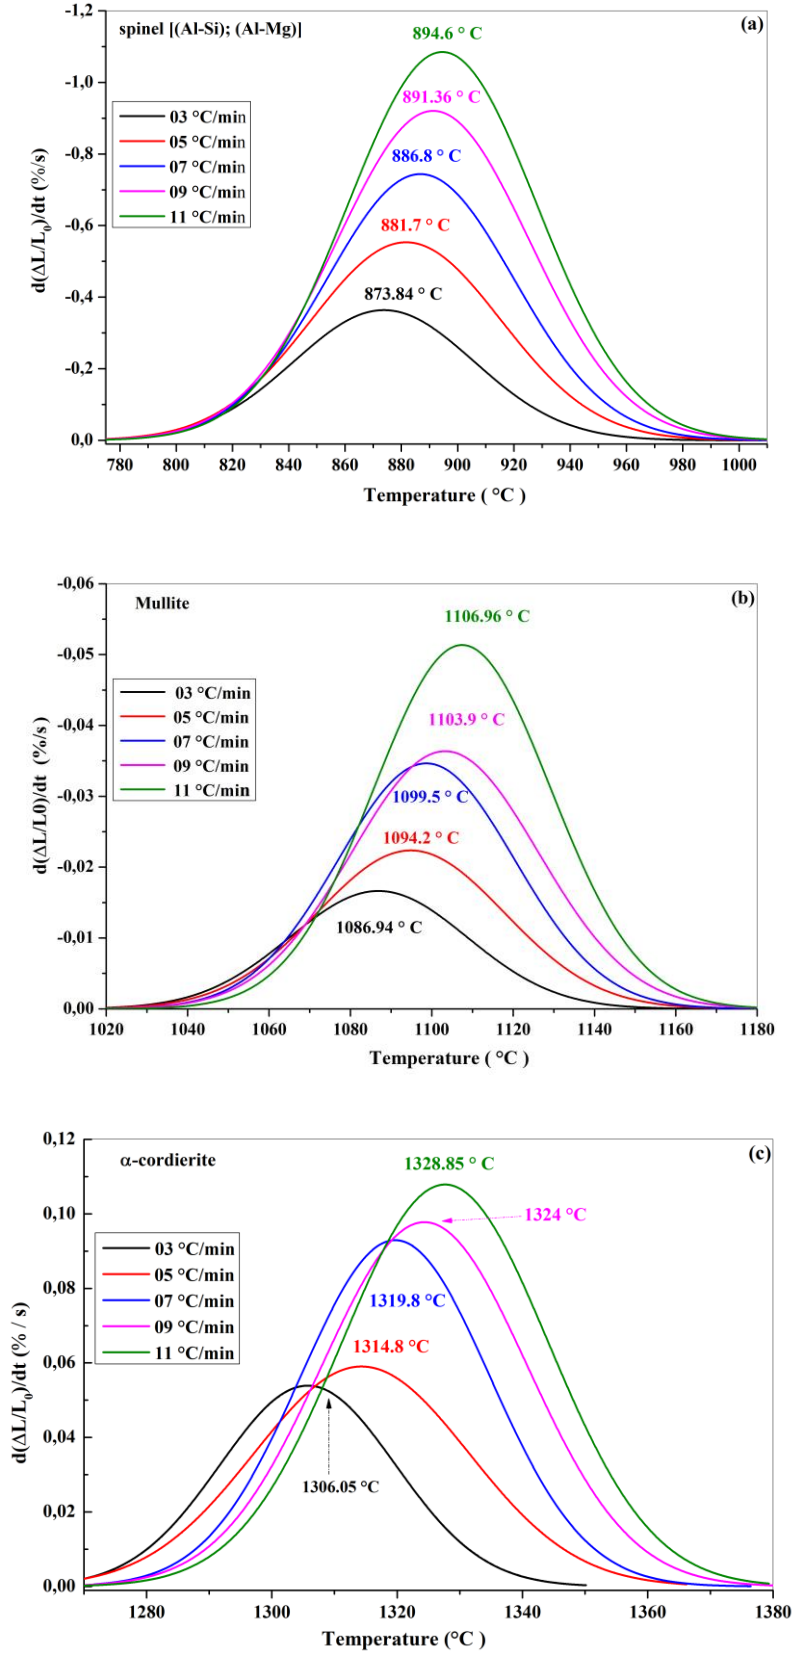 -1,2
spinel [(Al-Si); (Al-Mg)]
894.6 ° C
(a)
-1,0
891.36 ° C
03 °C/min
05 °C/min
07 °C/min
09 °C/min
11 °C/min
-0,8
886.8 ° C
-0,6
881.7 ° C
-0,4
873.84 ° C
-0,2
0,0
d(ΔL/L0)/dt (%/s)
780 800 820 840 860 880 900 920 940 960 980 1000
Temperature ( °C )
-0,06
Mullite
1106.96 ° C
(b)
-0,05
03 °C/min
05 °C/min
07 °C/min
09 °C/min
11 °C/min
-0,04
1103.9 ° C
-0,03
1099.5 ° C
-0,02
1094.2 ° C
1086.94 ° C
-0,01
0,00
d(ΔL/L0)/dt (%/s )
1020 1040 1060 1080 1100 1120 1140 1160 1180
Temperature ( °C )
0,12
α-cordierite
1328.85 ° C
(c)
0,10
1324 °C
03 °C/min
05 °C/min
07 °C/min
09 °C/min
11 °C/min
0,08
1319.8 °C
1314.8 °C
0,06
0,04
1306.05 °C
0,02
0,00
d(ΔL/L0)/dt (% / s)
1280 1300 1320 1340 1360 1380
Temperature (°C )